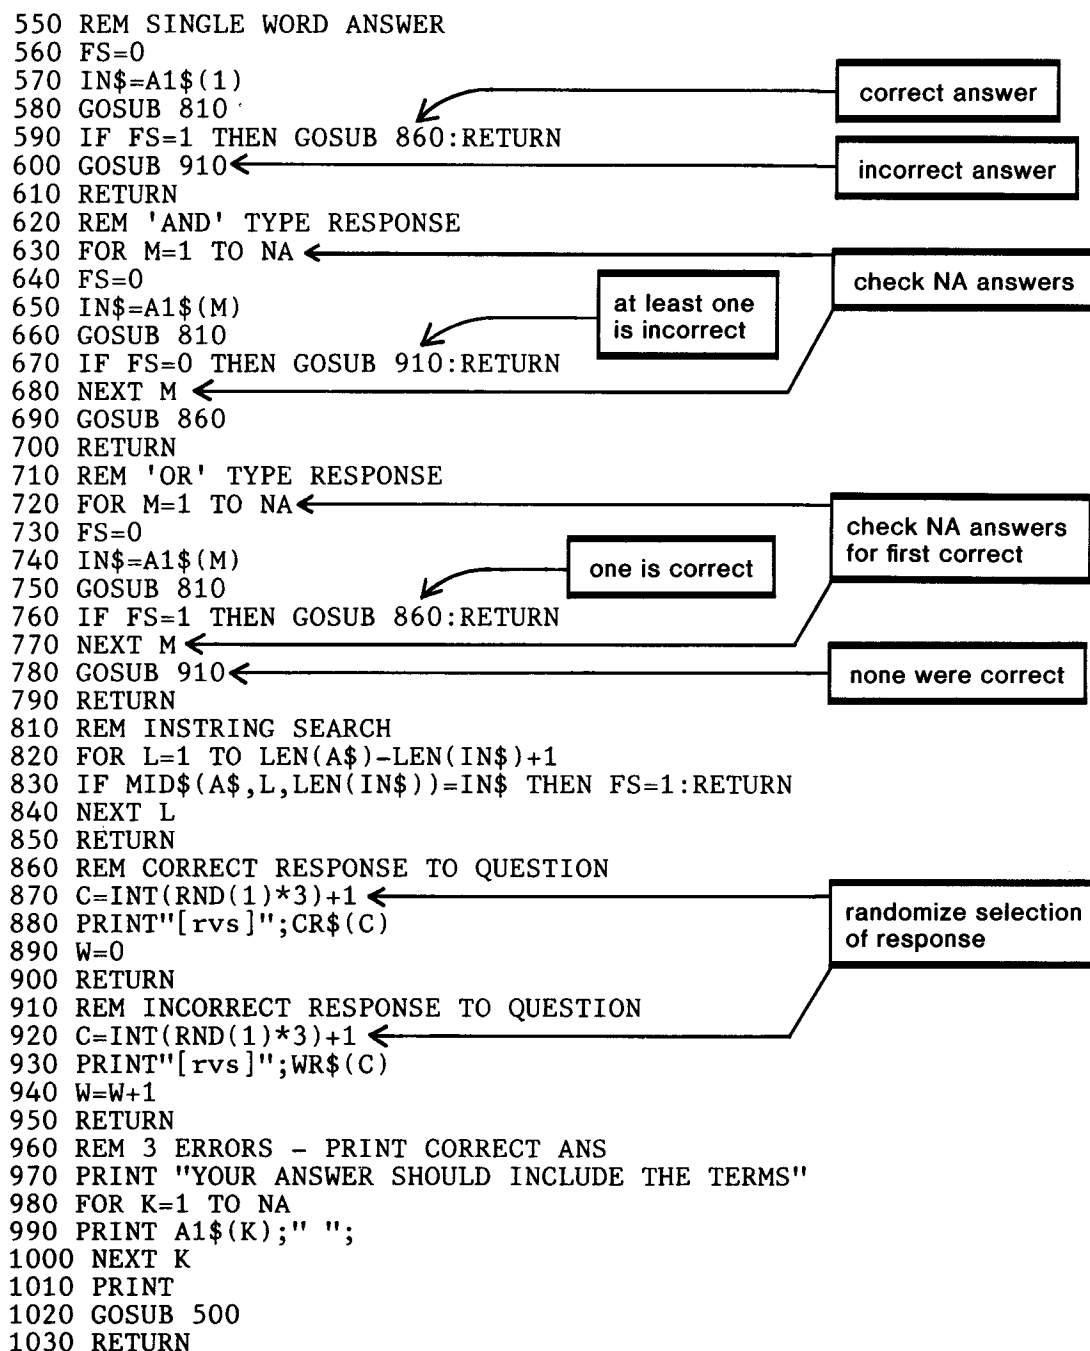 550 REM SINGLE WORD ANSWER
560 FS=0
570 IN$=A1$(1)
correct answer
580 GOSUB 810
590 IF FS=1 THEN GOSUB 860:RETURN
600 GOSUB 910
incorrect answer
610 RETURN
620 REM 'AND' TYPE RESPONSE
630 FOR M=1 TO NA
check NA answers
640 FS=0
650 IN$=A1$(M)
at least one
is incorrect
660 GOSUB 810
670 IF FS=0 THEN GOSUB 910:RETURN
680 NEXT M
690 GOSUB 860
700 RETURN
710 REM 'OR' TYPE RESPONSE
720 FOR M=1 TO NA
check NA answers
for first correct
730 FS=0
740 IN$=A1$(M)
one is correct
750 GOSUB 810
760 IF FS=1 THEN GOSUB 860:RETURN
770 NEXT M
780 GOSUB 910
none were correct
790 RETURN
810 REM INSTRING SEARCH
820 FOR L=1 TO LEN(A$)-LEN(IN$)+1
830 IF MID$(A$,L,LEN(IN$))=IN$ THEN FS=1:RETURN
840 NEXT L
850 RETURN
860 REM CORRECT RESPONSE TO QUESTION
870 C=INT(RND(1)*3)+1
randomize selection
of response
880 PRINT"[rvs]";CR$(C)
890 W=0
900 RETURN
910 REM INCORRECT RESPONSE TO QUESTION
920 C=INT(RND(1)*3)+1
930 PRINT"[rvs]";WR$(C)
940 W=W+1
950 RETURN
960 REM 3 ERRORS - PRINT CORRECT ANS
970 PRINT "YOUR ANSWER SHOULD INCLUDE THE TERMS"
980 FOR K=1 TO NA
990 PRINT A1$(K);" ";
1000 NEXT K
1010 PRINT
1020 GOSUB 500
1030 RETURN